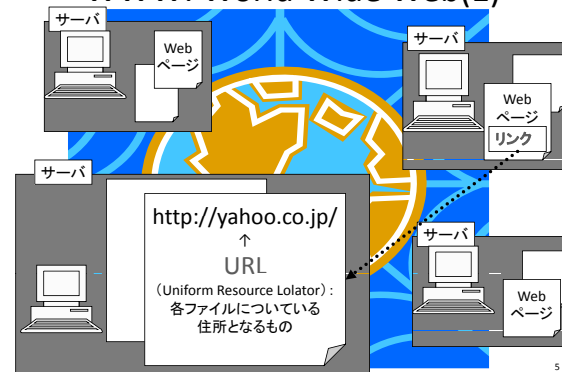 World Wide Web(2)
サーバ
Web
ページ
サーバ
Web
ページ
リンク
サーバ
http://yahoo.co.jp/
↑
URL
(Uniform Resource Lolator):
各ファイルについている
住所となるもの
サーバ
Web
ページ
5